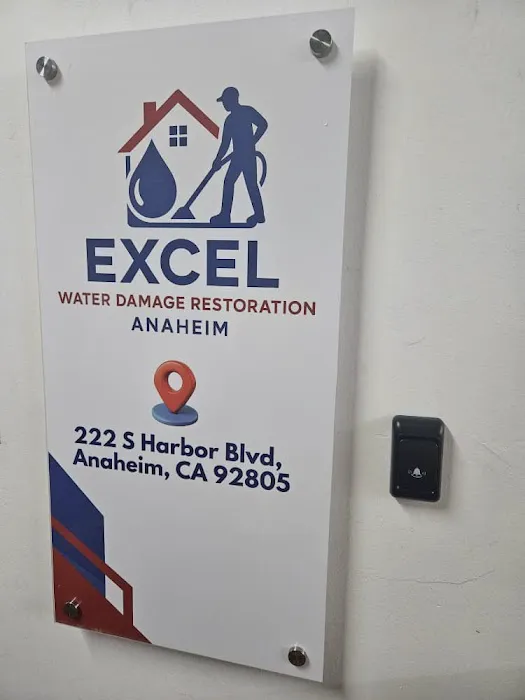 EXCEL
WATER DAMAGE RESTORATION
ANAHEIM
222 S Harbor Blvd,
Anaheim, CA 92805